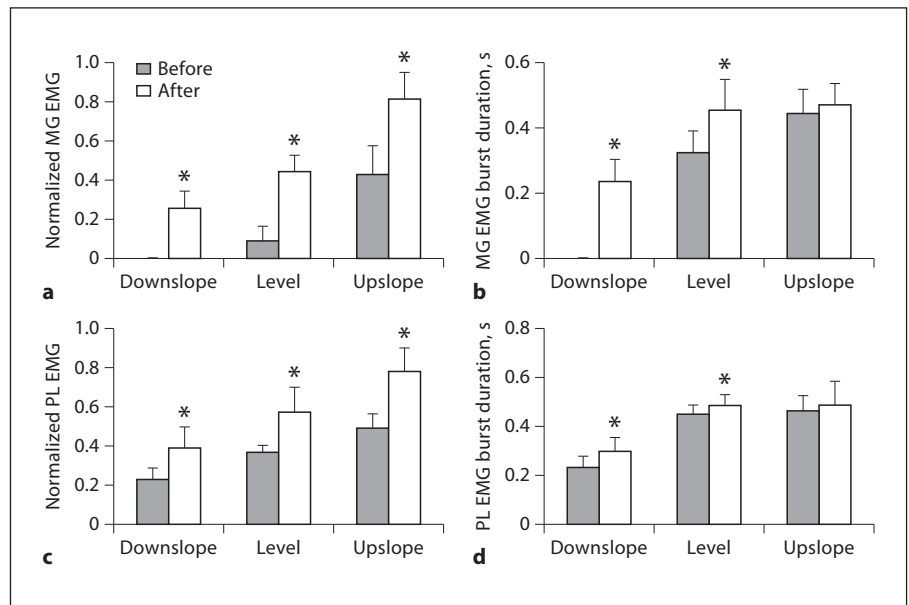 Normalized MG EMG
1.0
0.8
0.6
0.4
0.2
0
Before
After
*
*
*
Downslope Level Upslope
a
MG EMG burst duration, s
0.6
0.4
0.2
0
*
*
Downslope Level Upslope
b
Normalized PL EMG
1.0
0.8
0.6
0.4
0.2
0
*
*
*
Downslope Level Upslope
c
PL EMG burst duration, s
0.8
0.6
0.4
0.2
0
*
*
Downslope Level Upslope
d